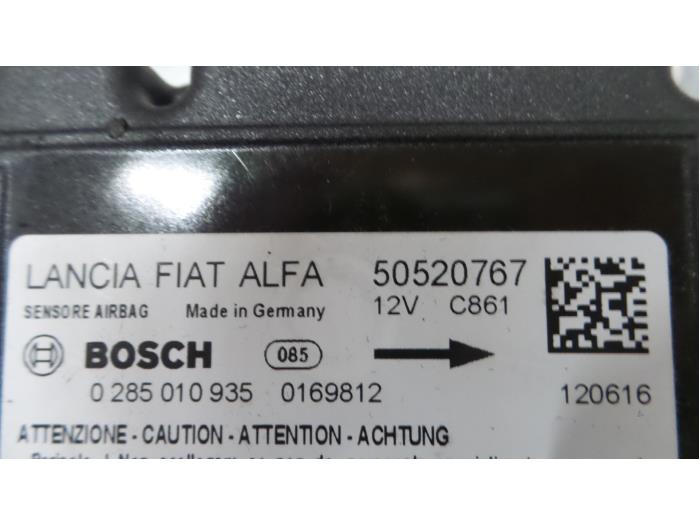 LANCIA FIAT ALFA 50520767
SENSORE AIRBAG Made in Germany 12V C861
BOSCH 085
0 285 010 935 0169812 120616
ATTENZIONE - CAUTION - ATTENTION - ACHTUNG